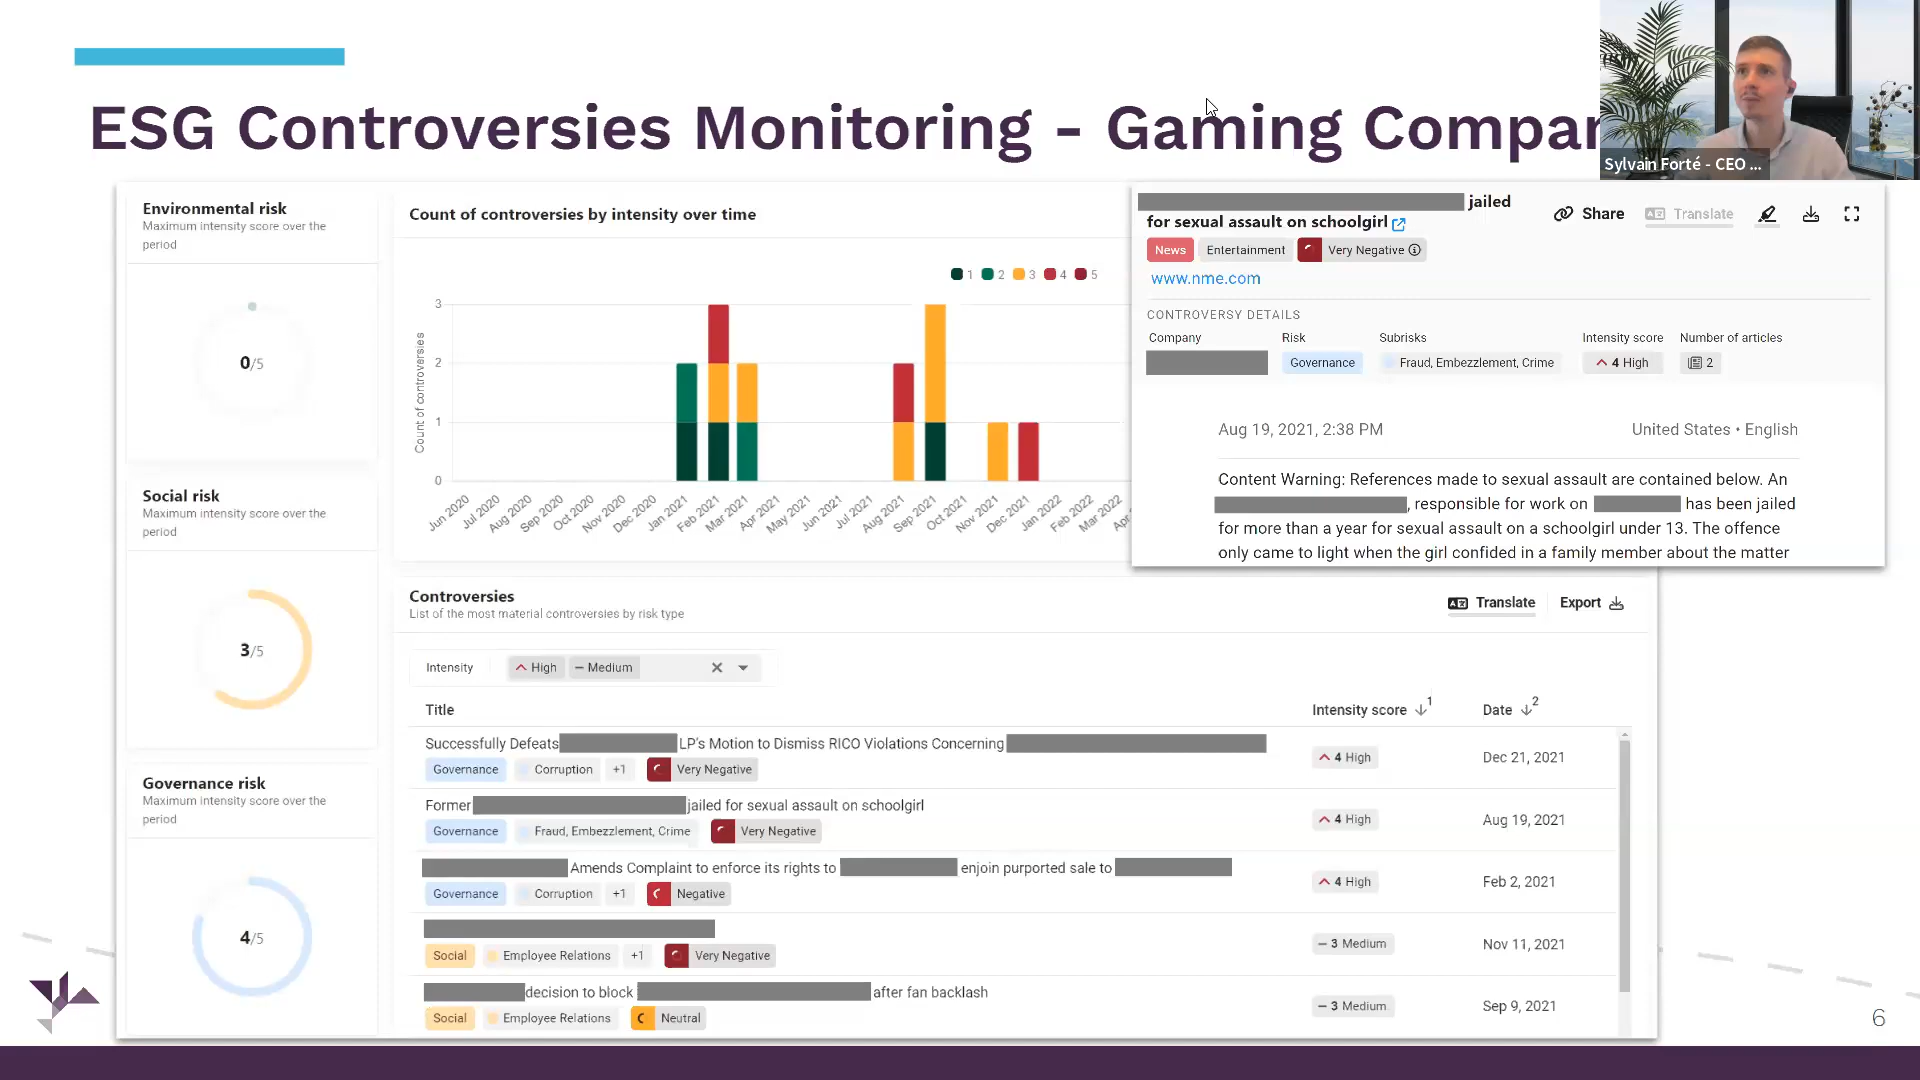 ESG Controversies Monitoring - Gaming Compar
Sylvain Forté - CEO ...
Environmental risk
Maximum intensity score over the
period
0/5
Social risk
Maximum intensity score over the
period
3/5
Governance risk
Maximum intensity score over the
period
4/5
Count of controversies by intensity over time
1 2 3 4 5
Count of controversies
3
2
1
0
Jun 2020 Jul 2020 Aug 2020 Sep 2020 Oct 2020 Nov 2020 Dec 2020 Jan 2021 Feb 2021 Mar 2021 Apr 2021 May 2021 Jun 2021 Jul 2021 Aug 2021 Sep 2021 Oct 2021 Nov 2021 Dec 2021 Jan 2022 Feb 2022 Mar 2022 Apr
jailed
for sexual assault on schoolgirl
Share Translate
News Entertainment Very Negative
www.nme.com
CONTROVERSY DETAILS
Company Risk Subrisks Intensity score Number of articles
Governance Fraud, Embezzlement, Crime 4 High 2
Aug 19, 2021, 2:38 PM United States • English
Content Warning: References made to sexual assault are contained below. An
, responsible for work on has been jailed
for more than a year for sexual assault on a schoolgirl under 13. The offence
only came to light when the girl confided in a family member about the matter
Controversies
List of the most material controversies by risk type
Translate Export
Intensity High Medium
Title Intensity score 1 Date 2
Successfully Defeats LP's Motion to Dismiss RICO Violations Concerning
Governance Corruption +1 Very Negative
4 High Dec 21, 2021
Former jailed for sexual assault on schoolgirl
Governance Fraud, Embezzlement, Crime Very Negative
4 High Aug 19, 2021
Amends Complaint to enforce its rights to enjoin purported sale to
Governance Corruption +1 Negative
4 High Feb 2, 2021
Social Employee Relations +1 Very Negative
3 Medium Nov 11, 2021
decision to block after fan backlash
Social Employee Relations Neutral
3 Medium Sep 9, 2021
6